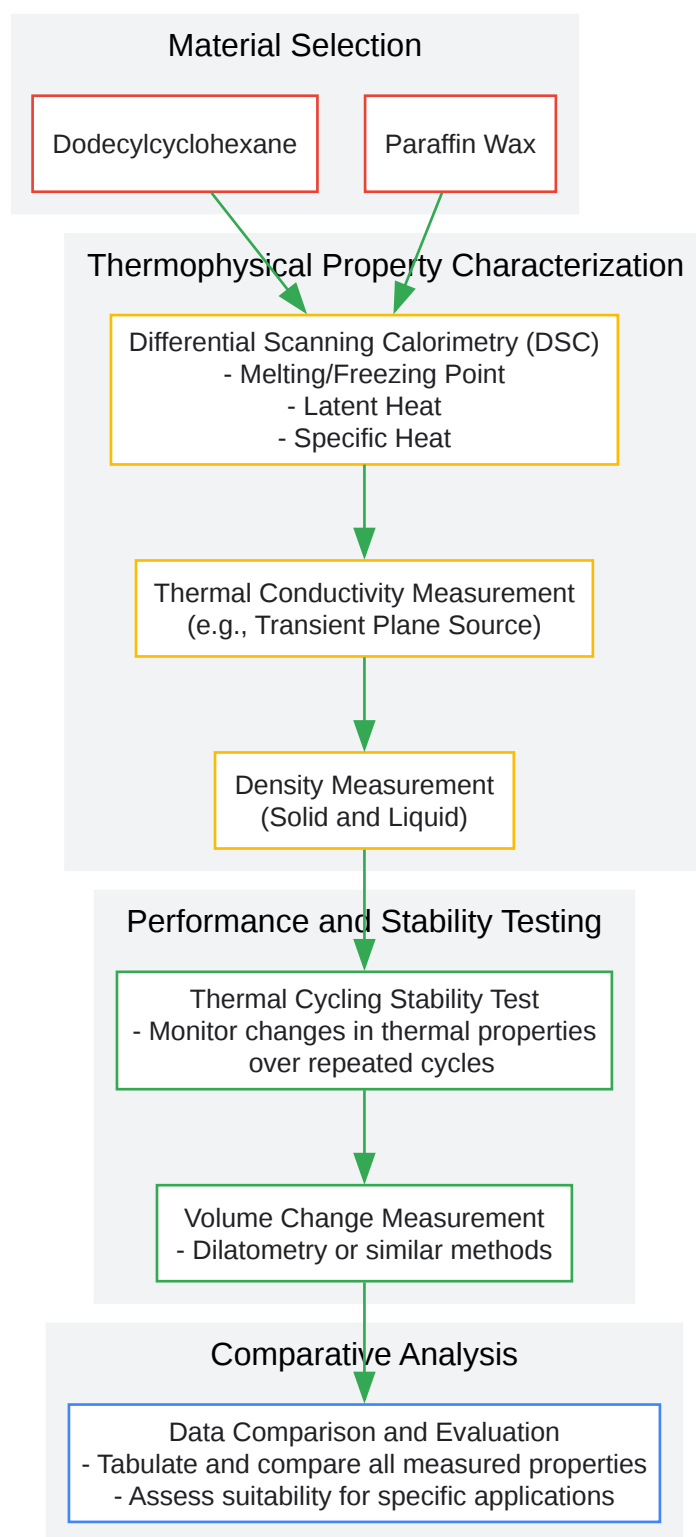 Material Selection
Dodecylcyclohexane
Paraffin Wax
Thermophysical Property Characterization
Differential Scanning Calorimetry (DSC)
- Melting/Freezing Point
- Latent Heat
- Specific Heat
Thermal Conductivity Measurement
(e.g., Transient Plane Source)
Density Measurement
(Solid and Liquid)
Performance and Stability Testing
Thermal Cycling Stability Test
- Monitor changes in thermal properties
over repeated cycles
Volume Change Measurement
- Dilatometry or similar methods
Comparative Analysis
Data Comparison and Evaluation
- Tabulate and compare all measured properties
- Assess suitability for specific applications